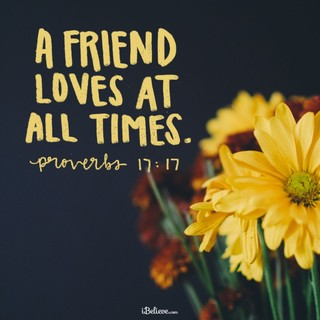 A FRIEND
LOVES AT
ALL TIMES.
proverbs 17:17
iBelieve.com